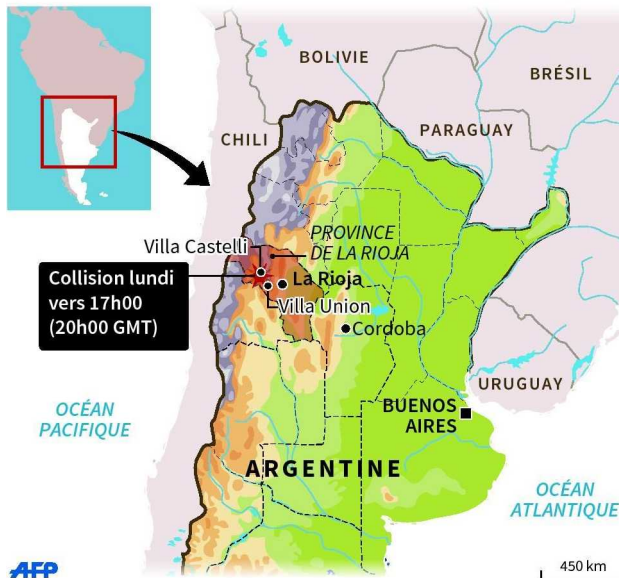 BOLIVIE
BRÉSIL
CHILI
PARAGUAY
Villa Castelli
PROVINCE
DE LA RIOJA
Collision lundi
vers 17h00
(20h00 GMT)
La Rioja
Villa Union
Cordoba
URUGUAY
OCÉAN
PACIFIQUE
BUENOS
AIRES
ARGENTINE
OCÉAN
ATLANTIQUE
AFP
450 km